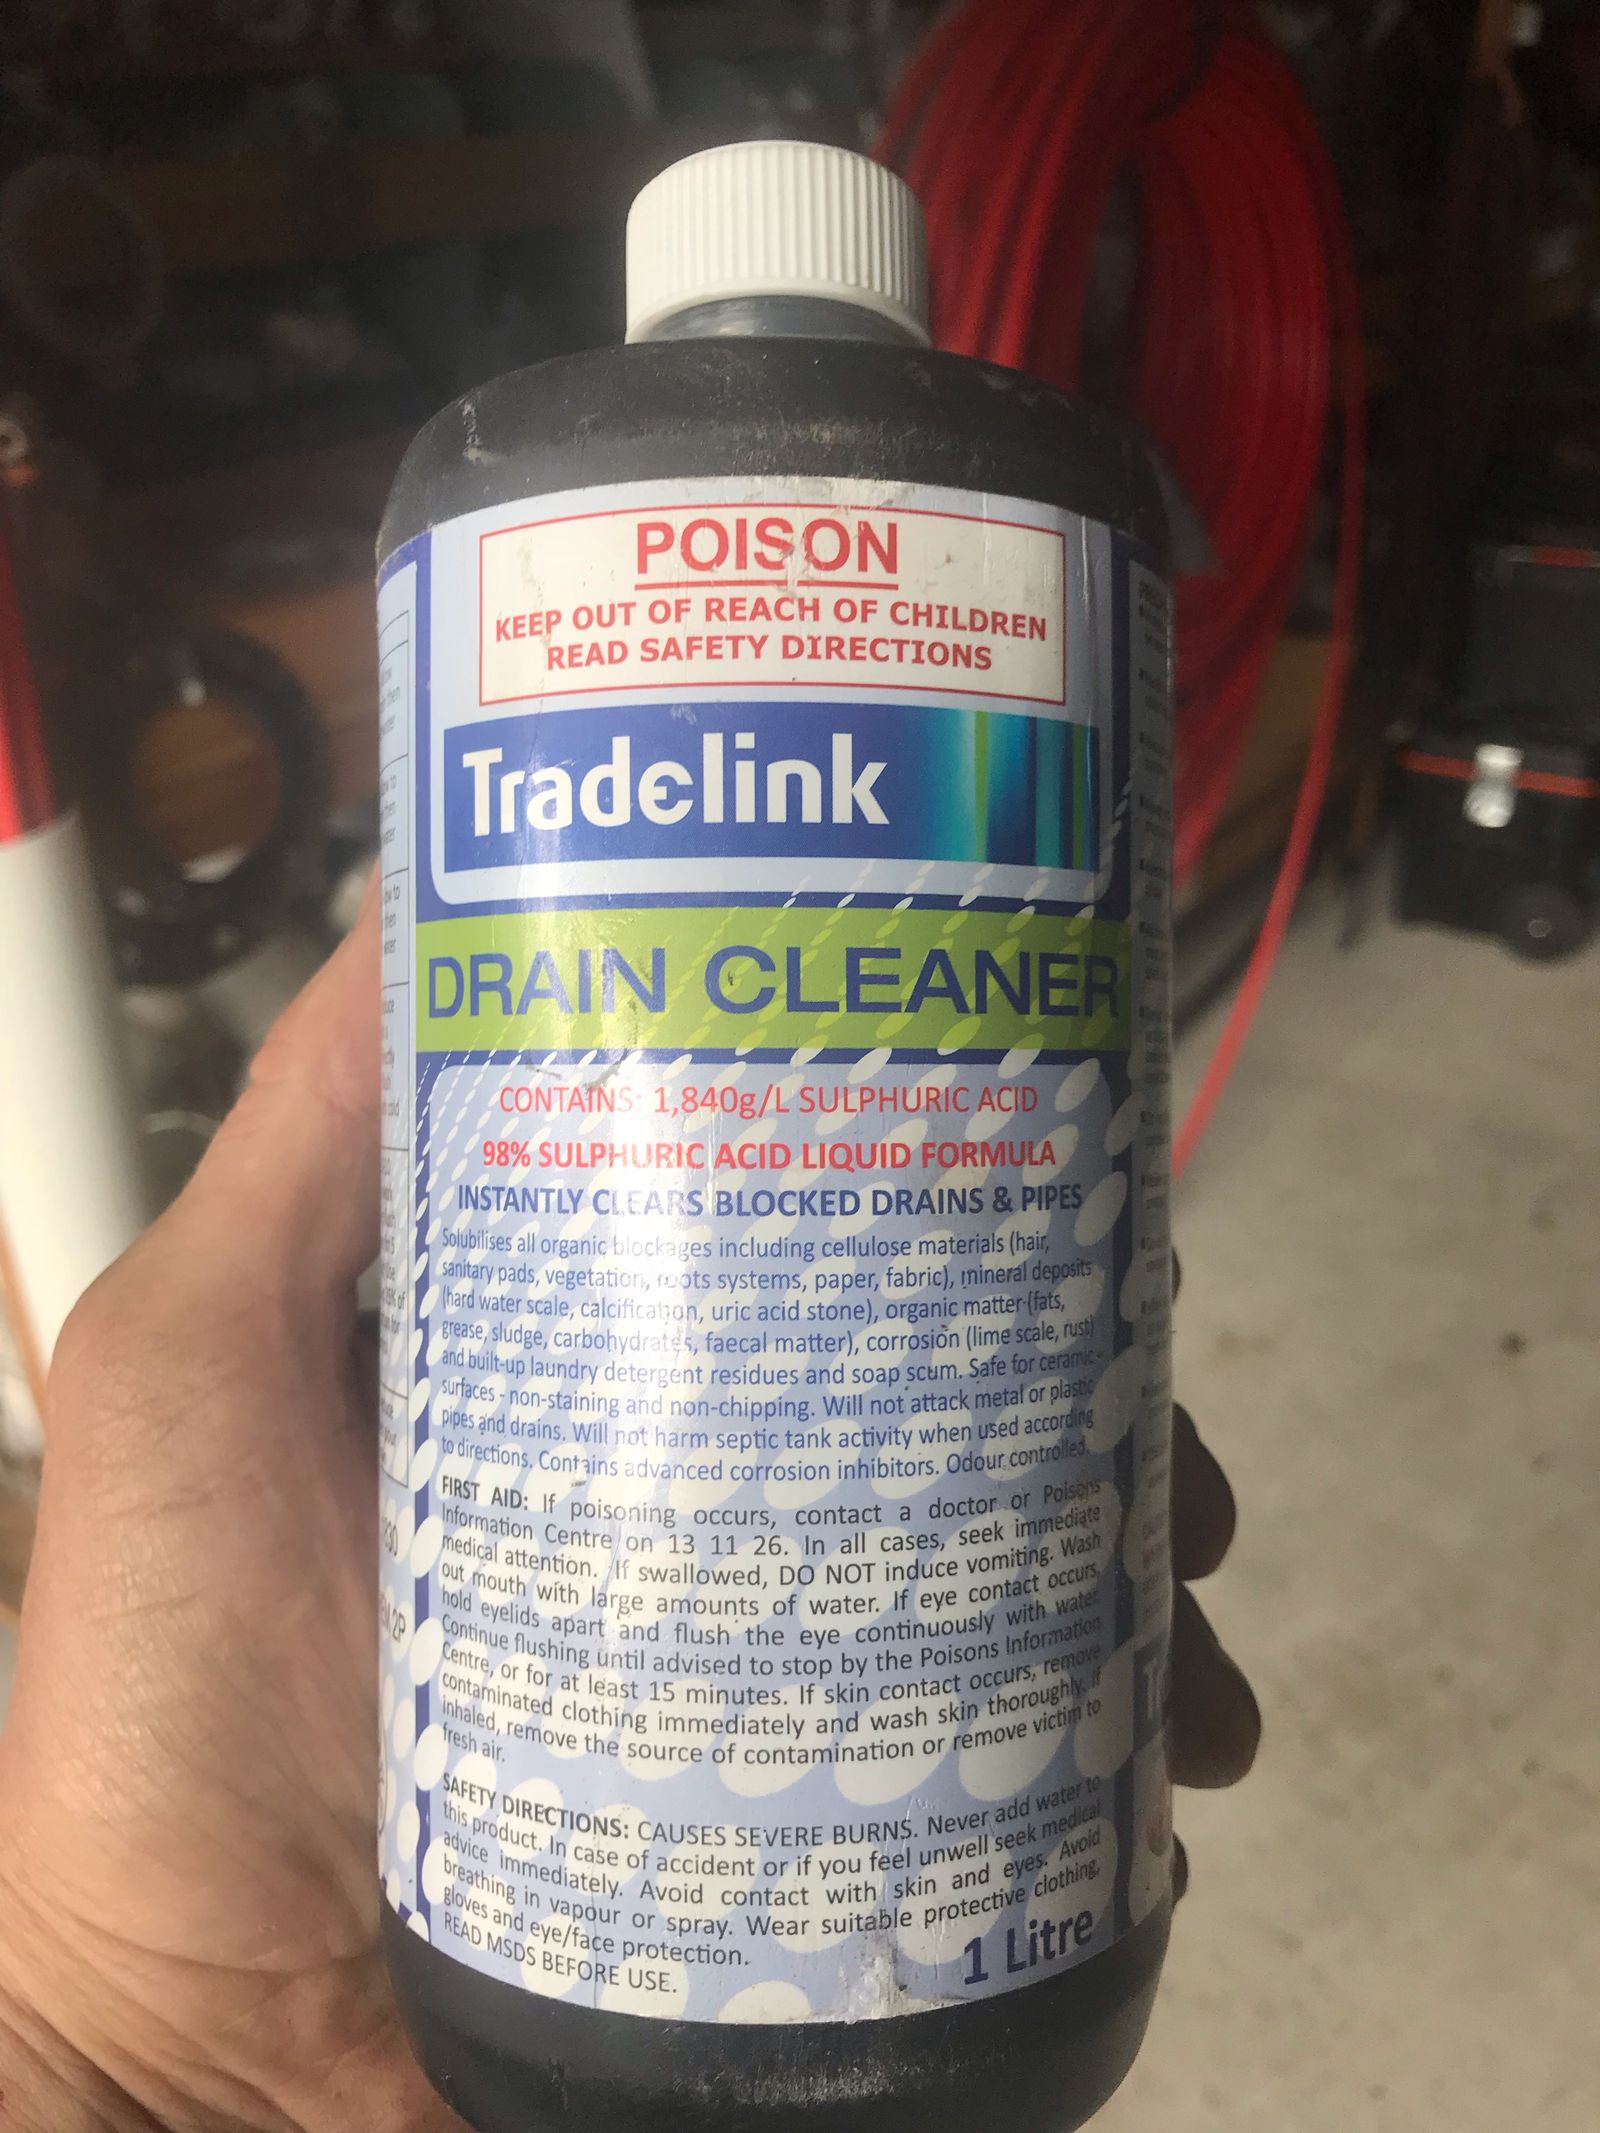 POISON
KEEP OUT OF REACH OF CHILDREN
READ SAFETY DIRECTIONS
Tradelink
DRAIN CLEANER
CONTAINS: 1,840g/L SULPHURIC ACID
98% SULPHURIC ACID LIQUID FORMULA
INSTANTLY CLEARS BLOCKED DRAINS & PIPES
Solubilises all organic blockages including cellulose materials (hair,
sanitary pads, vegetation, roots systems, paper, fabric), mineral deposits
(hard water scale, calcification, uric acid stone), organic matter (fats,
grease, sludge, carbohydrates, faecal matter), corrosion (lime scale, rust)
and built-up laundry detergent residues and soap scum. Safe for ceramic
surfaces - non-staining and non-chipping. Will not attack metal or plastic
pipes and drains. Will not harm septic tank activity when used according
to directions. Contains advanced corrosion inhibitors. Odour controlled.
FIRST AID: If poisoning occurs, contact a doctor or Poisons
Information Centre on 13 11 26. In all cases, seek immediate
medical attention. If swallowed, DO NOT induce vomiting. Wash
out mouth with large amounts of water. If eye contact occurs,
hold eyelids apart and flush the eye continuously with water.
Continue flushing until advised to stop by the Poisons Information
Centre, or for at least 15 minutes. If skin contact occurs, remove
contaminated clothing immediately and wash skin thoroughly. If
inhaled, remove the source of contamination or remove victim to
fresh air.
SAFETY DIRECTIONS: CAUSES SEVERE BURNS. Never add water to
this product. In case of accident or if you feel unwell seek medical
advice immediately. Avoid contact with skin and eyes. Avoid
breathing in vapour or spray. Wear suitable protective clothing,
gloves and eye/face protection.
READ MSDS BEFORE USE.
1 Litre